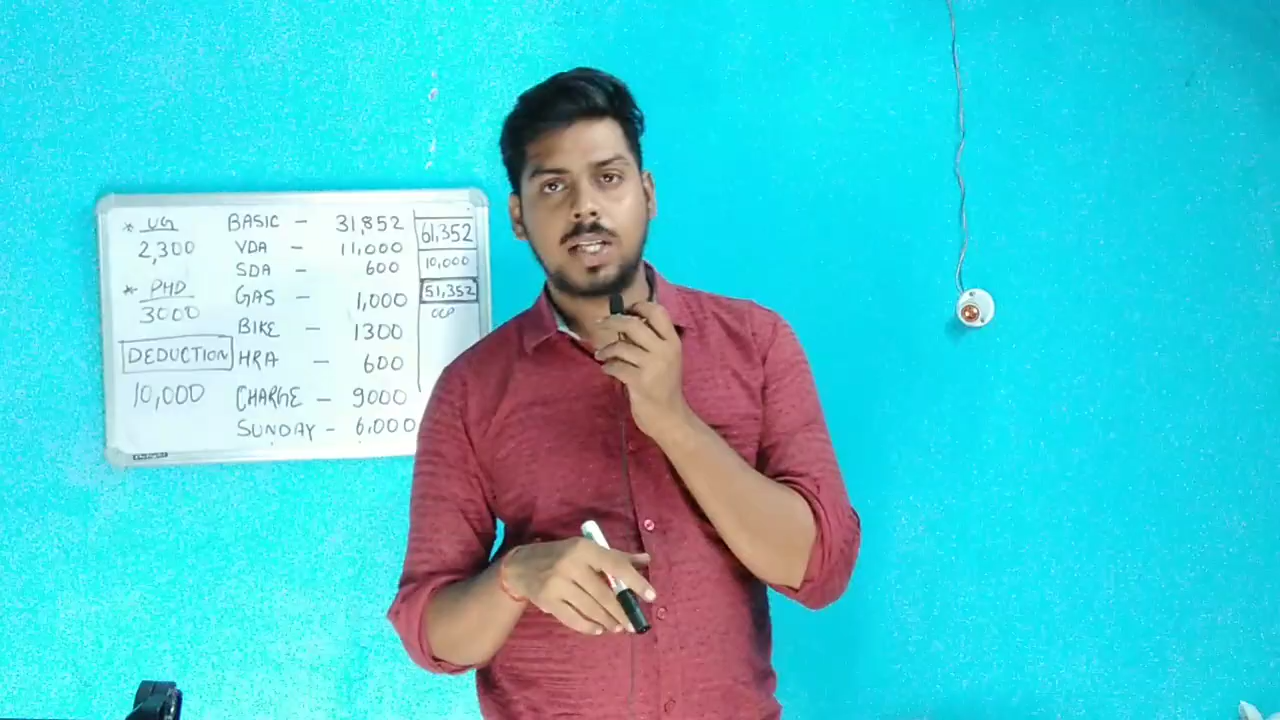 * UG
2,300
* PHD
3000
DEDUCTION
10,000
BASIC - 31,852
VDA - 11,000
SDA - 600
GAS - 1,000
BIKE - 1300
HRA - 600
CHARGE - 9000
SUNDAY - 6,000
61,352
10,000
51,352